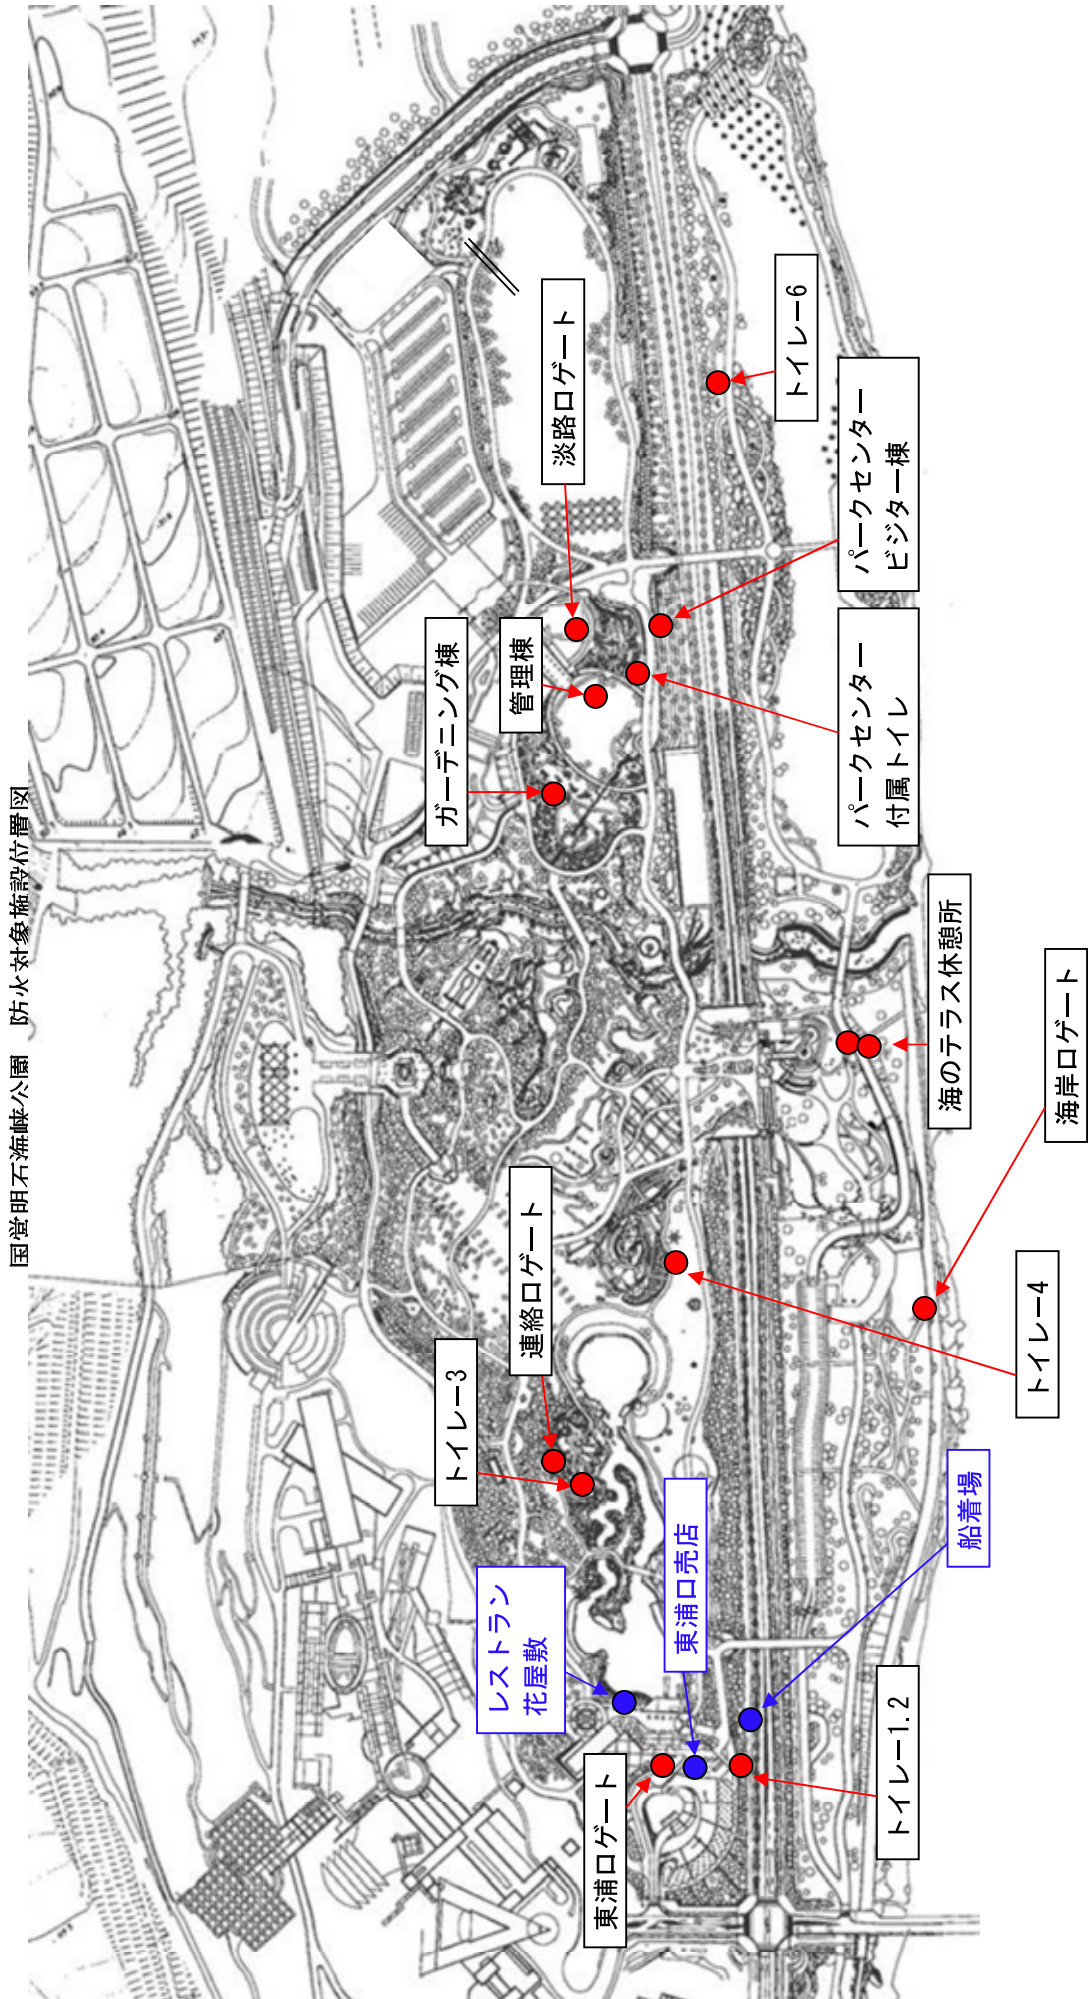 国営明石海峡公園　防火対象施設位置図
東浦口ゲート
レストラン
花屋敷
東浦口売店
トイレー1.2
船着場
トイレー3
連絡口ゲート
トイレー4
海岸口ゲート
海のテラス休憩所
ガーデニング棟
管理棟
パークセンター
付属トイレ
淡路口ゲート
パークセンター
ビジター棟
トイレー6